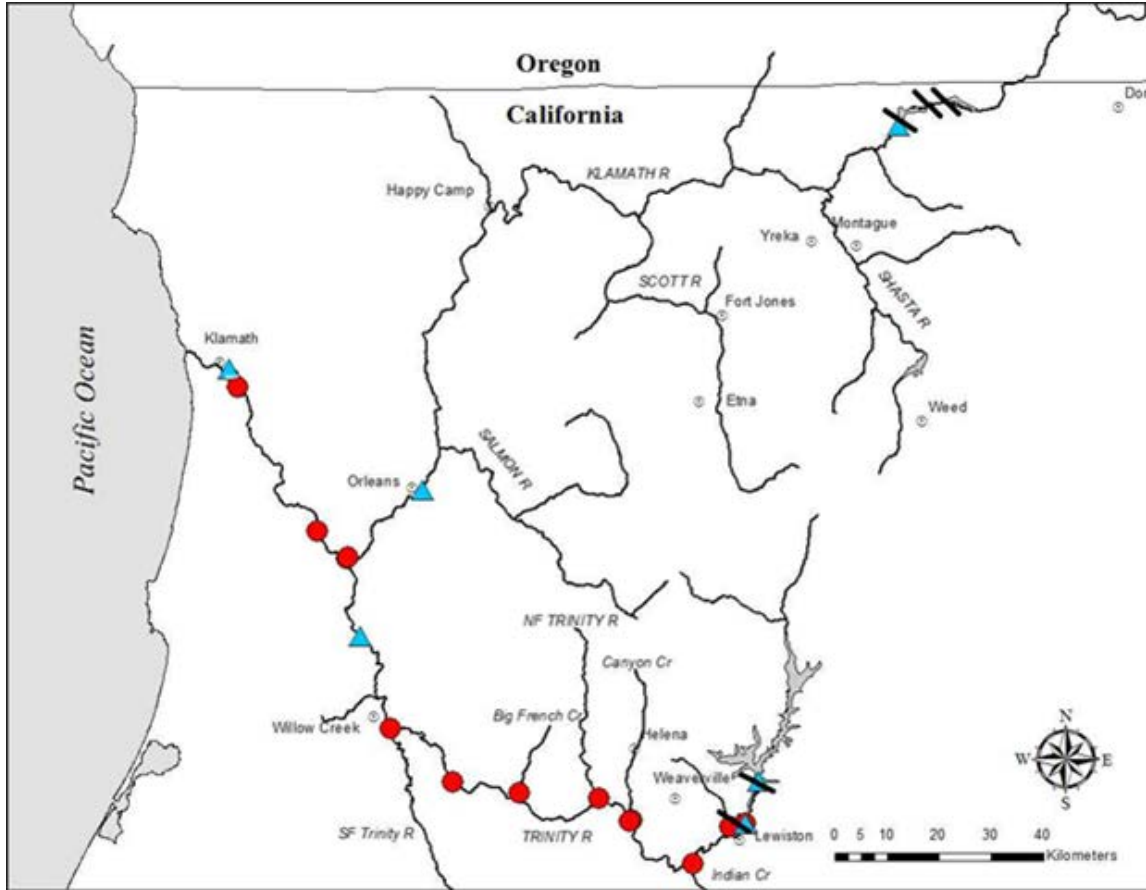 Oregon
California
Dor
KLAMATH R
Happy Camp
Montague
Yreka
SCOTT R
SHASTA R
Fort Jones
Klamath
Pacific Ocean
Etna
Weed
SALMON R
Orleans
NF TRINITY R
Canyon Cr
Big French Cr
Willow Creek
Helena
Weaverville
N
W
E
S
SF Trinity R
TRINITY R
Lewiston
0 5 10 20 30 40
Kilometers
Indian Cr